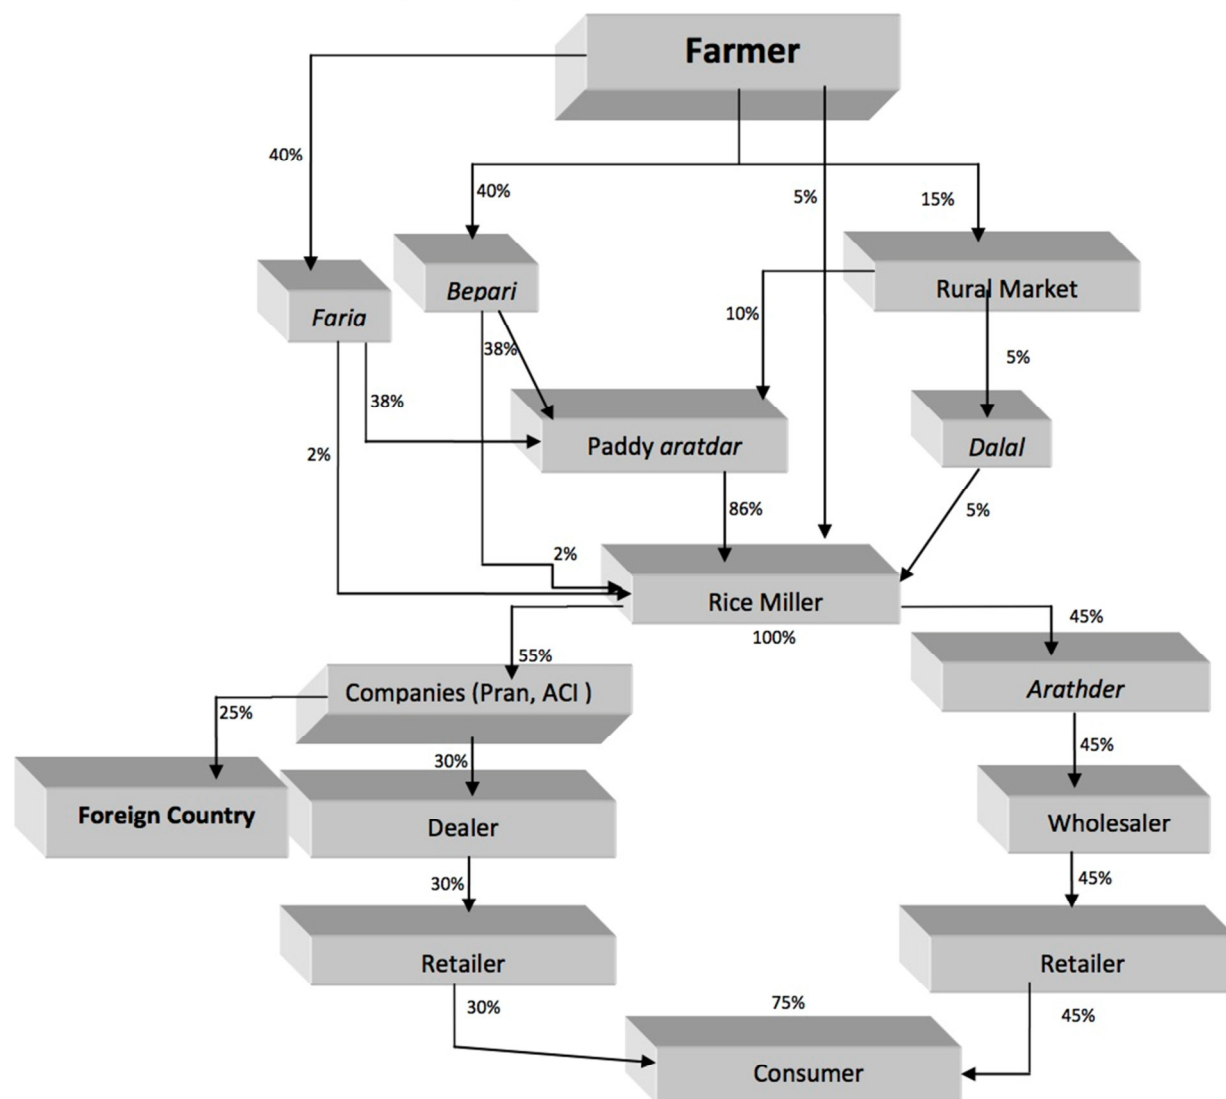 Farmer
40%
40%
5%
15%
Faria
Bepari
Rural Market
10%
38%
5%
38%
2%
Paddy aratdar
Dalal
86%
5%
2%
Rice Miller
100%
45%
55%
Companies (Pran, ACI )
Arathder
25%
30%
45%
Foreign Country
Dealer
Wholesaler
30%
45%
Retailer
Retailer
30%
75%
45%
Consumer